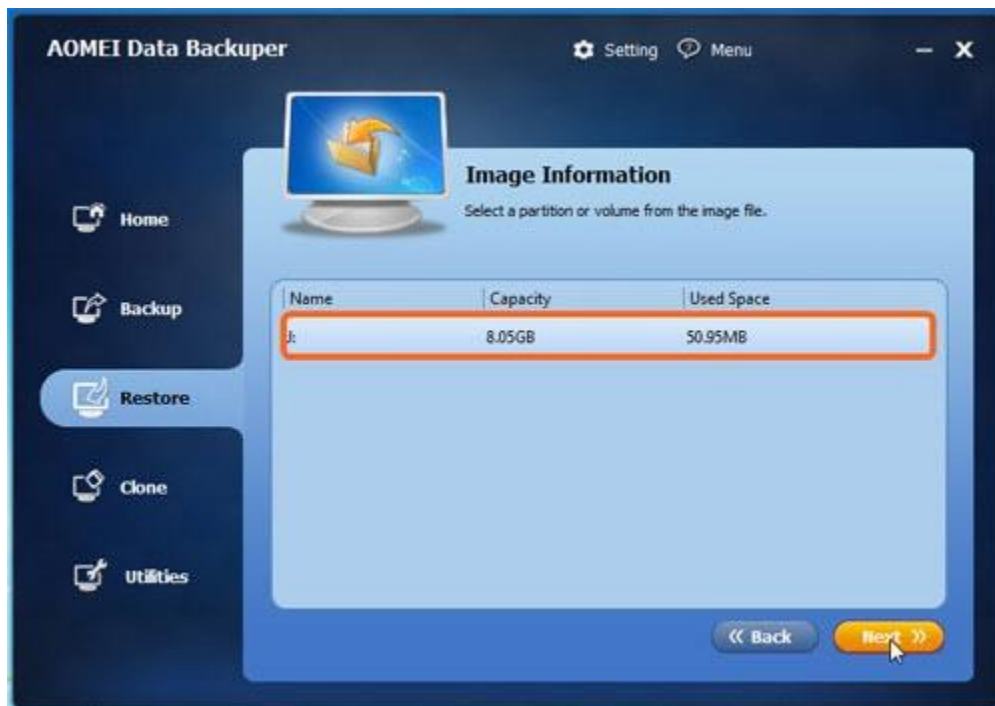 AOMEI Data Backuper
Setting Menu
Image Information
Select a partition or volume from the image file.
Home
Backup
Restore
Clone
Utilities
Name Capacity Used Space
8.05GB 50.95MB
Back Next